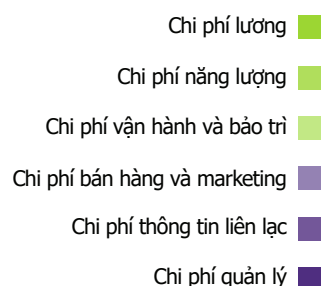 Chi phí lương
Chi phí năng lượng
Chi phí vận hành và bảo trì
Chi phí bán hàng và marketing
Chi phí thông tin liên lạc
Chi phí quản lý